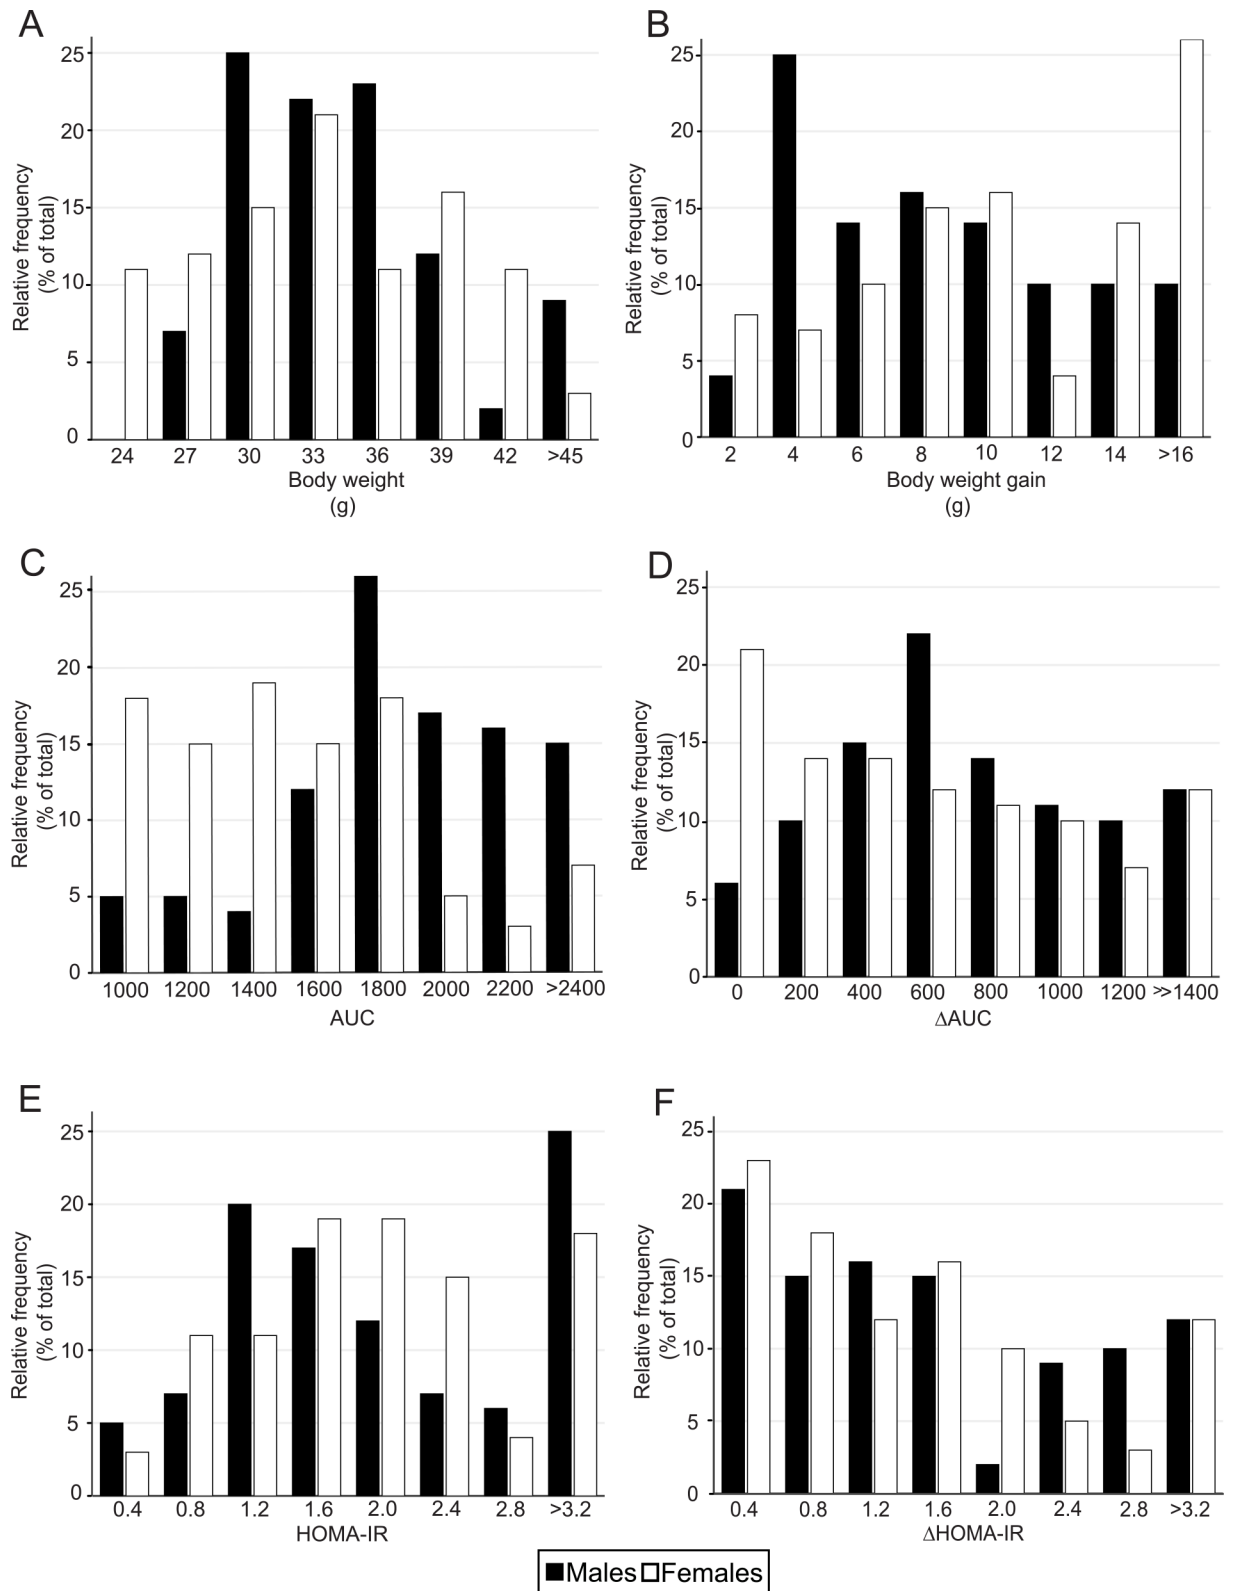 A
25
20
15
10
5
0
Relative frequency
(% of total)
24 27 30 33 36 39 42 >45
Body weight
(g)
B
25
20
15
10
5
0
Relative frequency
(% of total)
2 4 6 8 10 12 14 >16
Body weight gain
(g)
C
25
20
15
10
5
0
Relative frequency
(% of total)
1000 1200 1400 1600 1800 2000 2200 >2400
AUC
D
25
20
15
10
5
0
Relative frequency
(% of total)
0 200 400 600 800 1000 1200 >>1400
ΔAUC
E
25
20
15
10
5
0
Relative frequency
(% of total)
0.4 0.8 1.2 1.6 2.0 2.4 2.8 >3.2
HOMA-IR
F
25
20
15
10
5
0
Relative frequency
(% of total)
0.4 0.8 1.2 1.6 2.0 2.4 2.8 >3.2
ΔHOMA-IR
Males Females